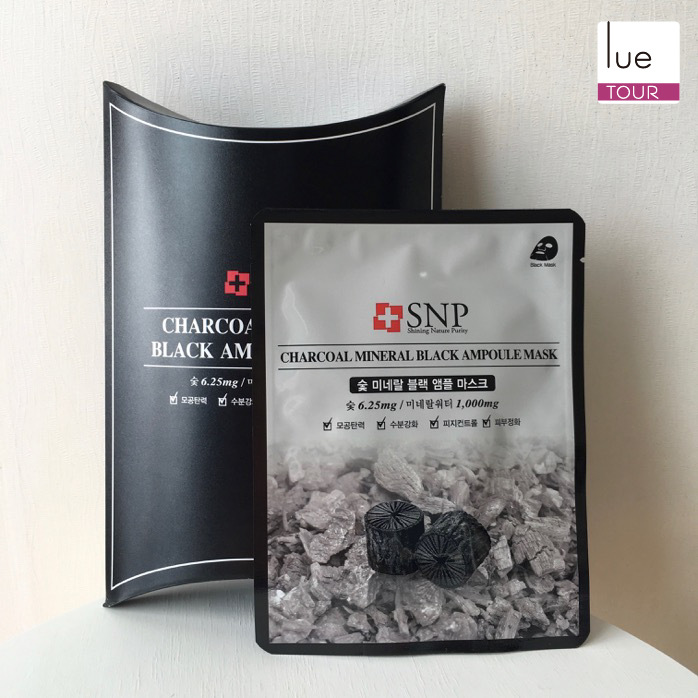 lue
TOUR
CHARCOA
BLACK AM
숯 6.25mg / 미
모공탄력 수분강
Black Mask
SNP
Shining Nature Purity
CHARCOAL MINERAL BLACK AMPOULE MASK
숯 미네랄 블랙 앰플 마스크
숯 6.25mg / 미네랄워터 1,000mg
모공탄력 수분강화 피지컨트롤 피부정화